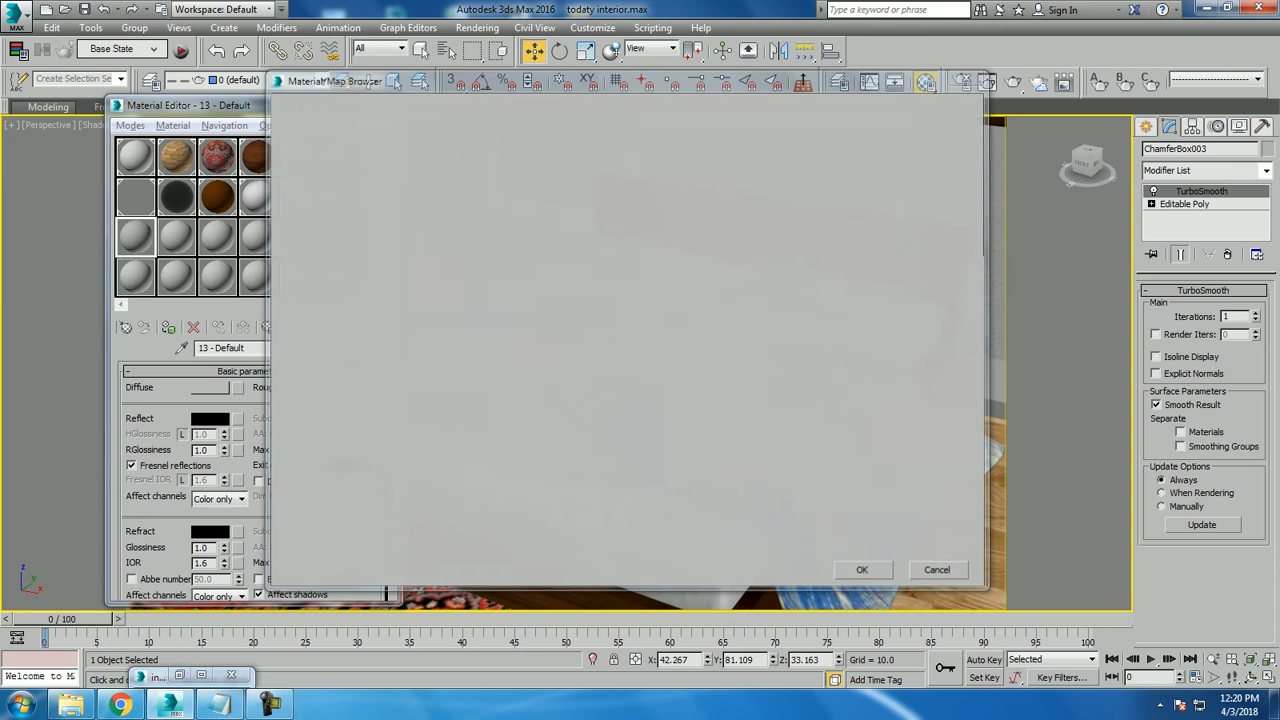 Workspace: Default
Autodesk 3ds Max 2016
todaty interior.max
Type a keyword or phrase
Sign In
MAX
Edit Tools Group Views Create Modifiers Animation Graph Editors Rendering Civil View Customize Scripting Help
Base State
All
View
Create Selection Se
0 (default)
Material/Map Browser
Modeling
[+] [Perspective]
Material Editor - 13 - Default
Modes Material Navigation
13 - Default
Diffuse
Reflect
HGlossiness L 1.0
RGlossiness 1.0 Max
Fresnel reflections
Fresnel IOR L 1.6
Affect channels Color only
Refract
Glossiness 1.0
IOR 1.6 Max
Abbe number 50.0
Affect channels Color only Affect shadows
OK Cancel
ChamferBox003
Modifier List
TurboSmooth
Editable Poly
TurboSmooth
Main
Iterations: 1
Render Iters: 0
Isoline Display
Explicit Normals
Surface Parameters
Smooth Result
Separate
Materials
Smoothing Groups
Update Options
Always
When Rendering
Manually
Update
z
y
x
0 / 100
0 5 10 15 20 25 30 35 40 45 50 55 60 65 70 75 80 85 90 95 100
1 Object Selected
X: 42.267 Y: 81.109 Z: 33.163 Grid = 10.0
Auto Key Selected
Welcome to M
Click and
in...
Add Time Tag
Set Key Key Filters... 0
12:20 PM
4/3/2018